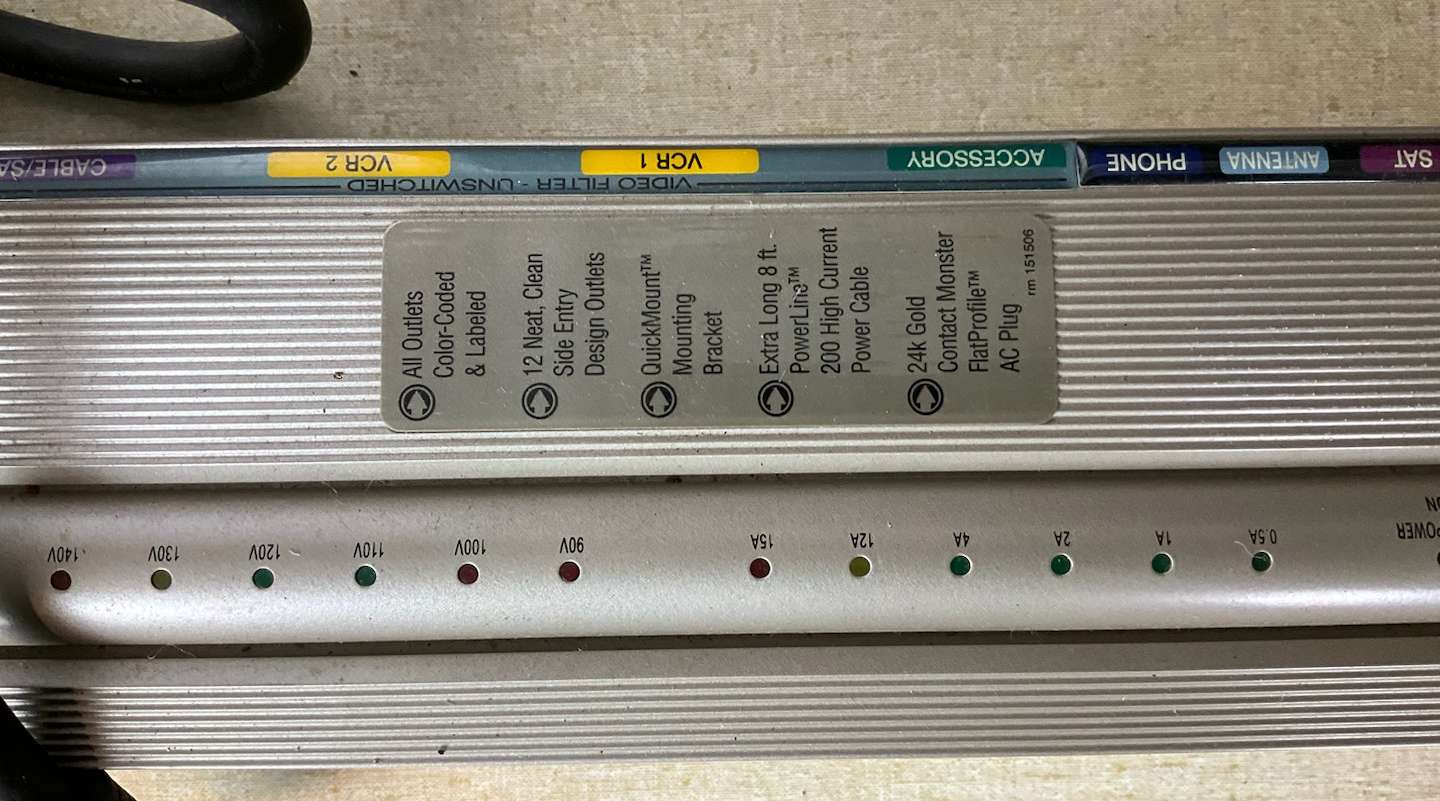 CABLE/SA
VCR 2
VCR 1
ACCESSORY
PHONE
ANTENNA
SAT
VIDEO FILTER - UNSWITCHED
All Outlets
Color-Coded
& Labeled
12 Neat, Clean
Side Entry
Design Outlets
QuickMount™
Mounting
Bracket
Extra Long 8 ft.
PowerLine™
200 High Current
Power Cable
24k Gold
Contact Monster
FlatProfile™
AC Plug
rm 151506
140V
130V
120V
110V
100V
90V
15A
12A
4A
2A
1A
0.5A
POWER
ON